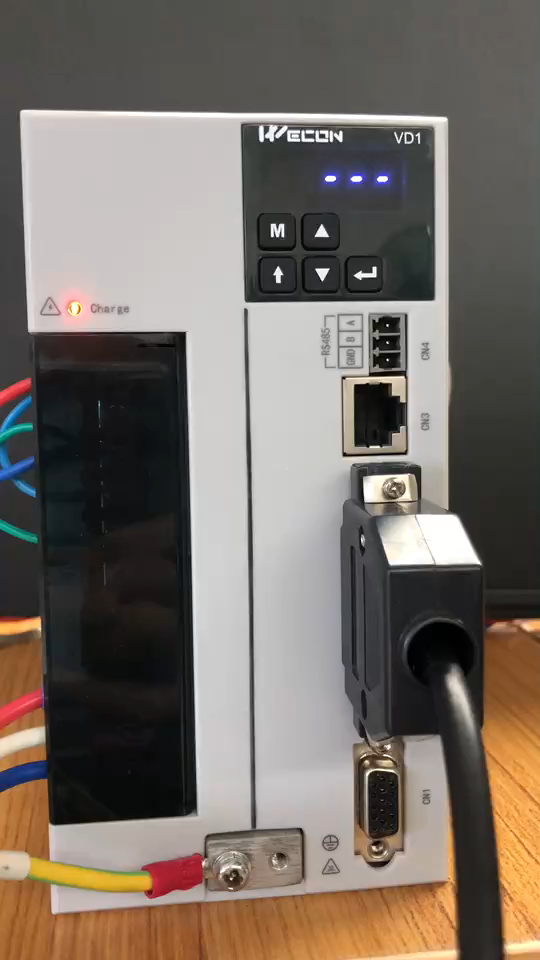 WECON
VD1
- - -
M
Charge
RS485
A
B
GND
CN4
CN3
CN1